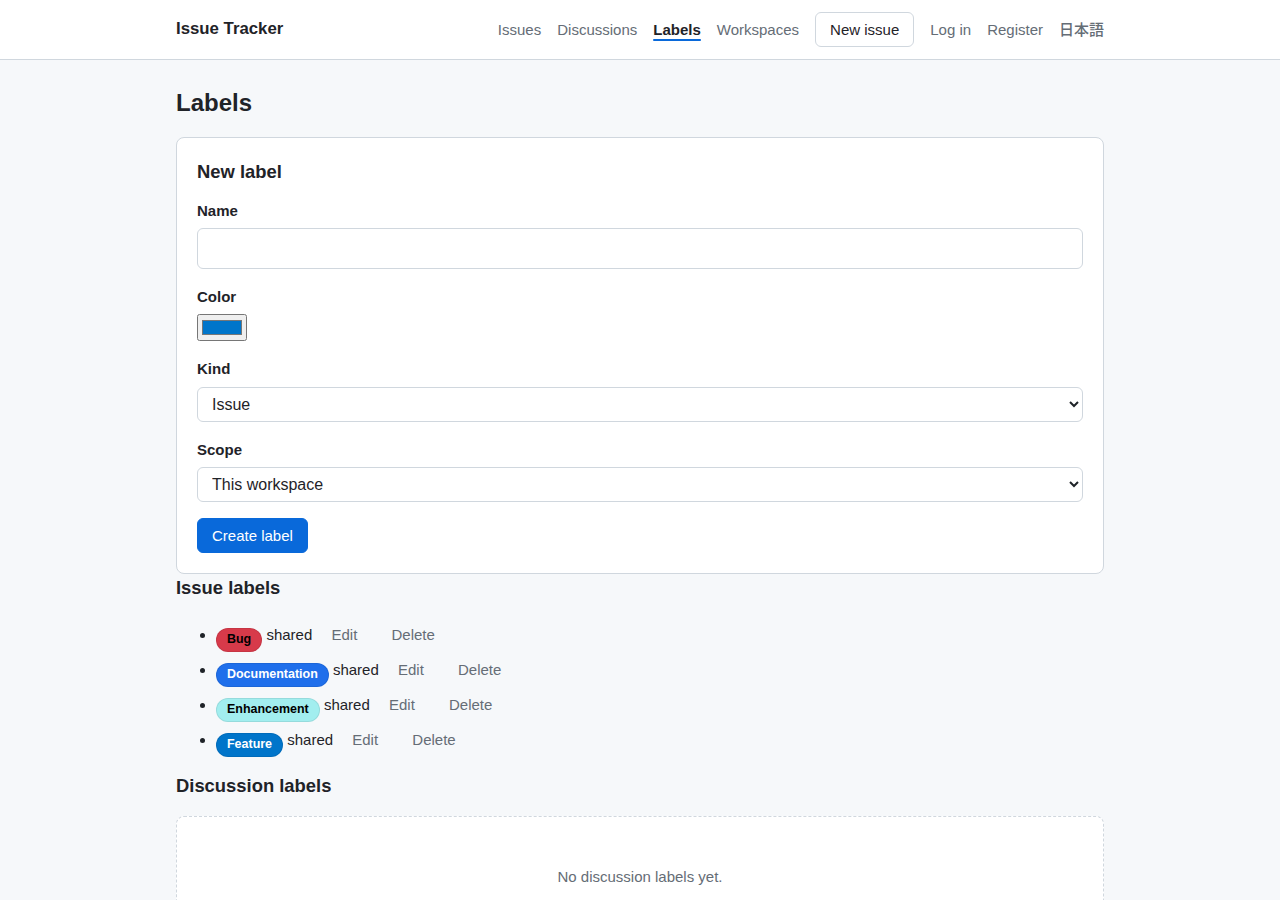 Issue Tracker
Issues Discussions Labels Workspaces New issue Log in Register 日本語
Labels
New label
Name
Color
Kind
Issue
Scope
This workspace
Create label
Issue labels
Bug shared Edit Delete
Documentation shared Edit Delete
Enhancement shared Edit Delete
Feature shared Edit Delete
Discussion labels
No discussion labels yet.